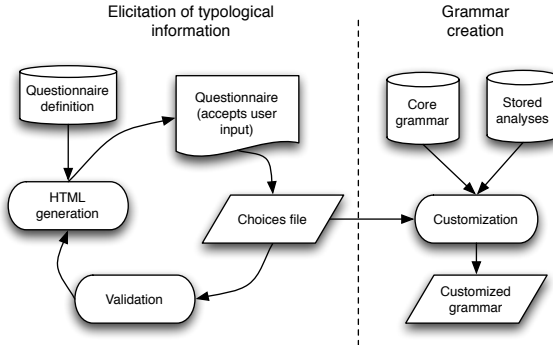 Elicitation of typological
information
Grammar
creation
Questionnaire
definition
Questionnaire
(accepts user
input)
Core
grammar
Stored
analyses
HTML
generation
Choices file
Customization
Validation
Customized
grammar